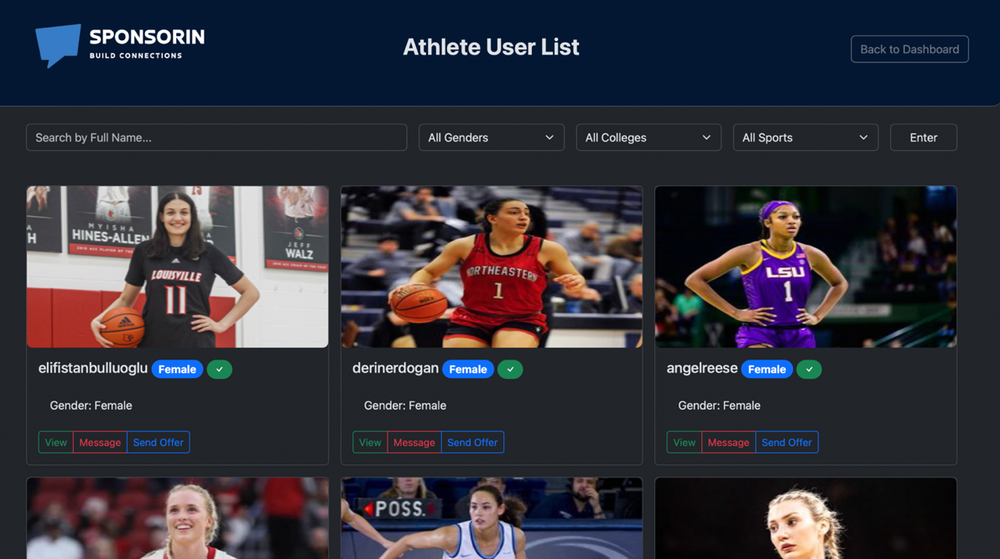 SPONSORIN
BUILD CONNECTIONS
Athlete User List
Back to Dashboard
Search by Full Name...
All Genders
All Colleges
All Sports
Enter
MYISHA
HINES-ALLEN
JEFF
WALZ
LOUISVILLE
11
NORTHEASTERN
1
LSU
1
elifistanbulluoglu Female
derinerdogan Female
angelreese Female
Gender: Female
Gender: Female
Gender: Female
View Message Send Offer
View Message Send Offer
View Message Send Offer
POSS.